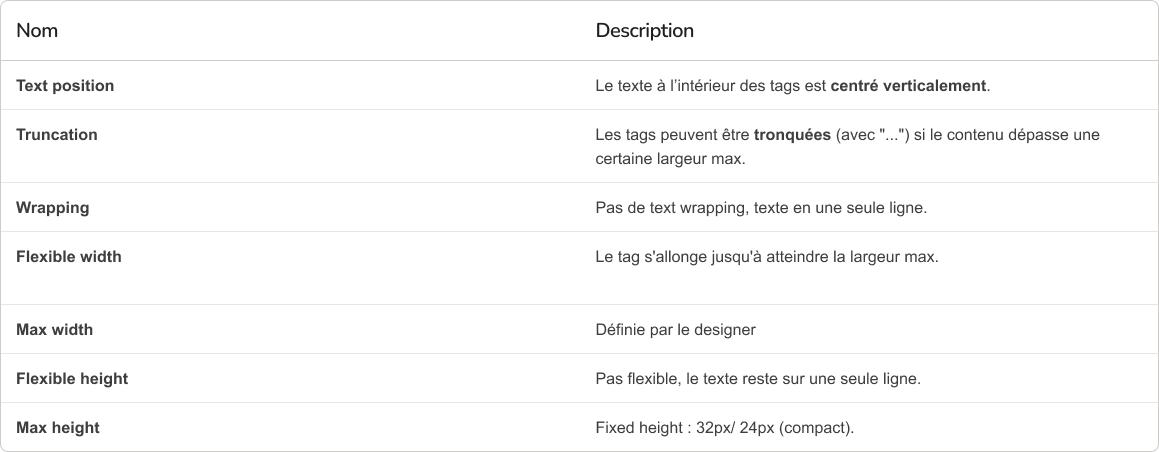 Nom Description
Text position Le texte à l’intérieur des tags est centré verticalement.
Truncation Les tags peuvent être tronquées (avec "...") si le contenu dépasse une
certaine largeur max.
Wrapping Pas de text wrapping, texte en une seule ligne.
Flexible width Le tag s'allonge jusqu'à atteindre la largeur max.
Max width Définie par le designer
Flexible height Pas flexible, le texte reste sur une seule ligne.
Max height Fixed height : 32px/ 24px (compact).